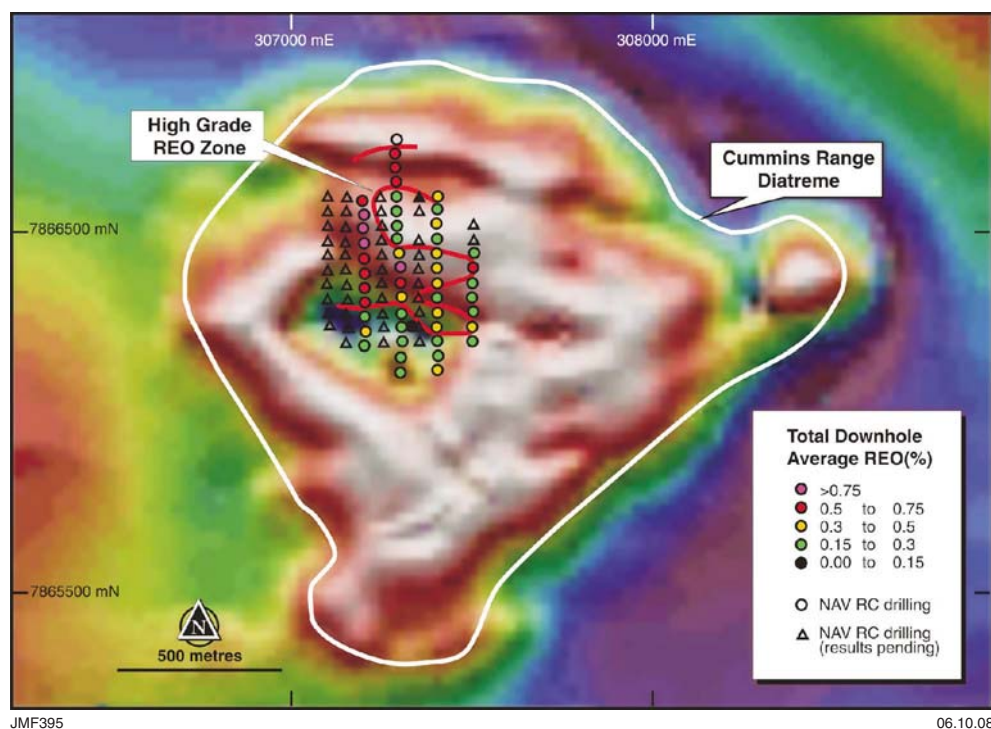 307000 mE
308000 mE
High Grade
REO Zone
Cummins Range
Diatreme
7866500 mN
7865500 mN
N
500 metres
Total Downhole
Average REO(%)
>0.75
0.5 to 0.75
0.3 to 0.5
0.15 to 0.3
0.00 to 0.15
NAV RC drilling
NAV RC drilling
(results pending)
JMF395
06.10.08